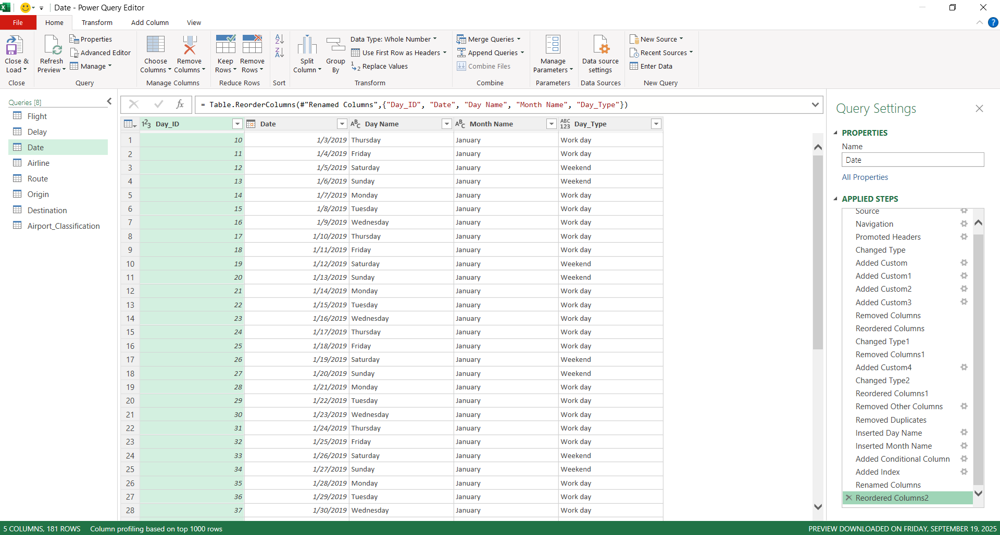 Date - Power Query Editor
File Home Transform Add Column View ?
Close & Load
Close
Refresh Preview
Properties
Advanced Editor
Manage
Query
Choose Columns
Remove Columns
Manage Columns
Keep Rows
Remove Rows
Reduce Rows
A
Z
Z
A
Sort
Split Column
Group By
Data Type: Whole Number
Use First Row as Headers
1 2 Replace Values
Transform
Merge Queries
Append Queries
Combine Files
Combine
Manage Parameters
Parameters
Data source settings
Data Sources
New Source
Recent Sources
Enter Data
New Query
Queries [8]
Flight
Delay
Date
Airline
Route
Origin
Destination
Airport_Classification
fx = Table.ReorderColumns(#"Renamed Columns",{"Day_ID", "Date", "Day Name", "Month Name", "Day_Type"})
123 Day_ID Date ABC Day Name ABC Month Name ABC 123 Day_Type
1 10 1/3/2019 Thursday January Work day
2 11 1/4/2019 Friday January Work day
3 12 1/5/2019 Saturday January Weekend
4 13 1/6/2019 Sunday January Weekend
5 14 1/7/2019 Monday January Work day
6 15 1/8/2019 Tuesday January Work day
7 16 1/9/2019 Wednesday January Work day
8 17 1/10/2019 Thursday January Work day
9 18 1/11/2019 Friday January Work day
10 19 1/12/2019 Saturday January Weekend
11 20 1/13/2019 Sunday January Weekend
12 21 1/14/2019 Monday January Work day
13 22 1/15/2019 Tuesday January Work day
14 23 1/16/2019 Wednesday January Work day
15 24 1/17/2019 Thursday January Work day
16 25 1/18/2019 Friday January Work day
17 26 1/19/2019 Saturday January Weekend
18 27 1/20/2019 Sunday January Weekend
19 28 1/21/2019 Monday January Work day
20 29 1/22/2019 Tuesday January Work day
21 30 1/23/2019 Wednesday January Work day
22 31 1/24/2019 Thursday January Work day
23 32 1/25/2019 Friday January Work day
24 33 1/26/2019 Saturday January Weekend
25 34 1/27/2019 Sunday January Weekend
26 35 1/28/2019 Monday January Work day
27 36 1/29/2019 Tuesday January Work day
28 37 1/30/2019 Wednesday January Work day
Query Settings
PROPERTIES
Name
Date
All Properties
APPLIED STEPS
Source
Navigation
Promoted Headers
Changed Type
Added Custom
Added Custom1
Added Custom2
Added Custom3
Removed Columns
Reordered Columns
Changed Type1
Removed Columns1
Added Custom4
Changed Type2
Reordered Columns1
Removed Other Columns
Removed Duplicates
Inserted Day Name
Inserted Month Name
Added Conditional Column
Added Index
Renamed Columns
Reordered Columns2
5 COLUMNS, 181 ROWS Column profiling based on top 1000 rows PREVIEW DOWNLOADED ON FRIDAY, SEPTEMBER 19, 2025